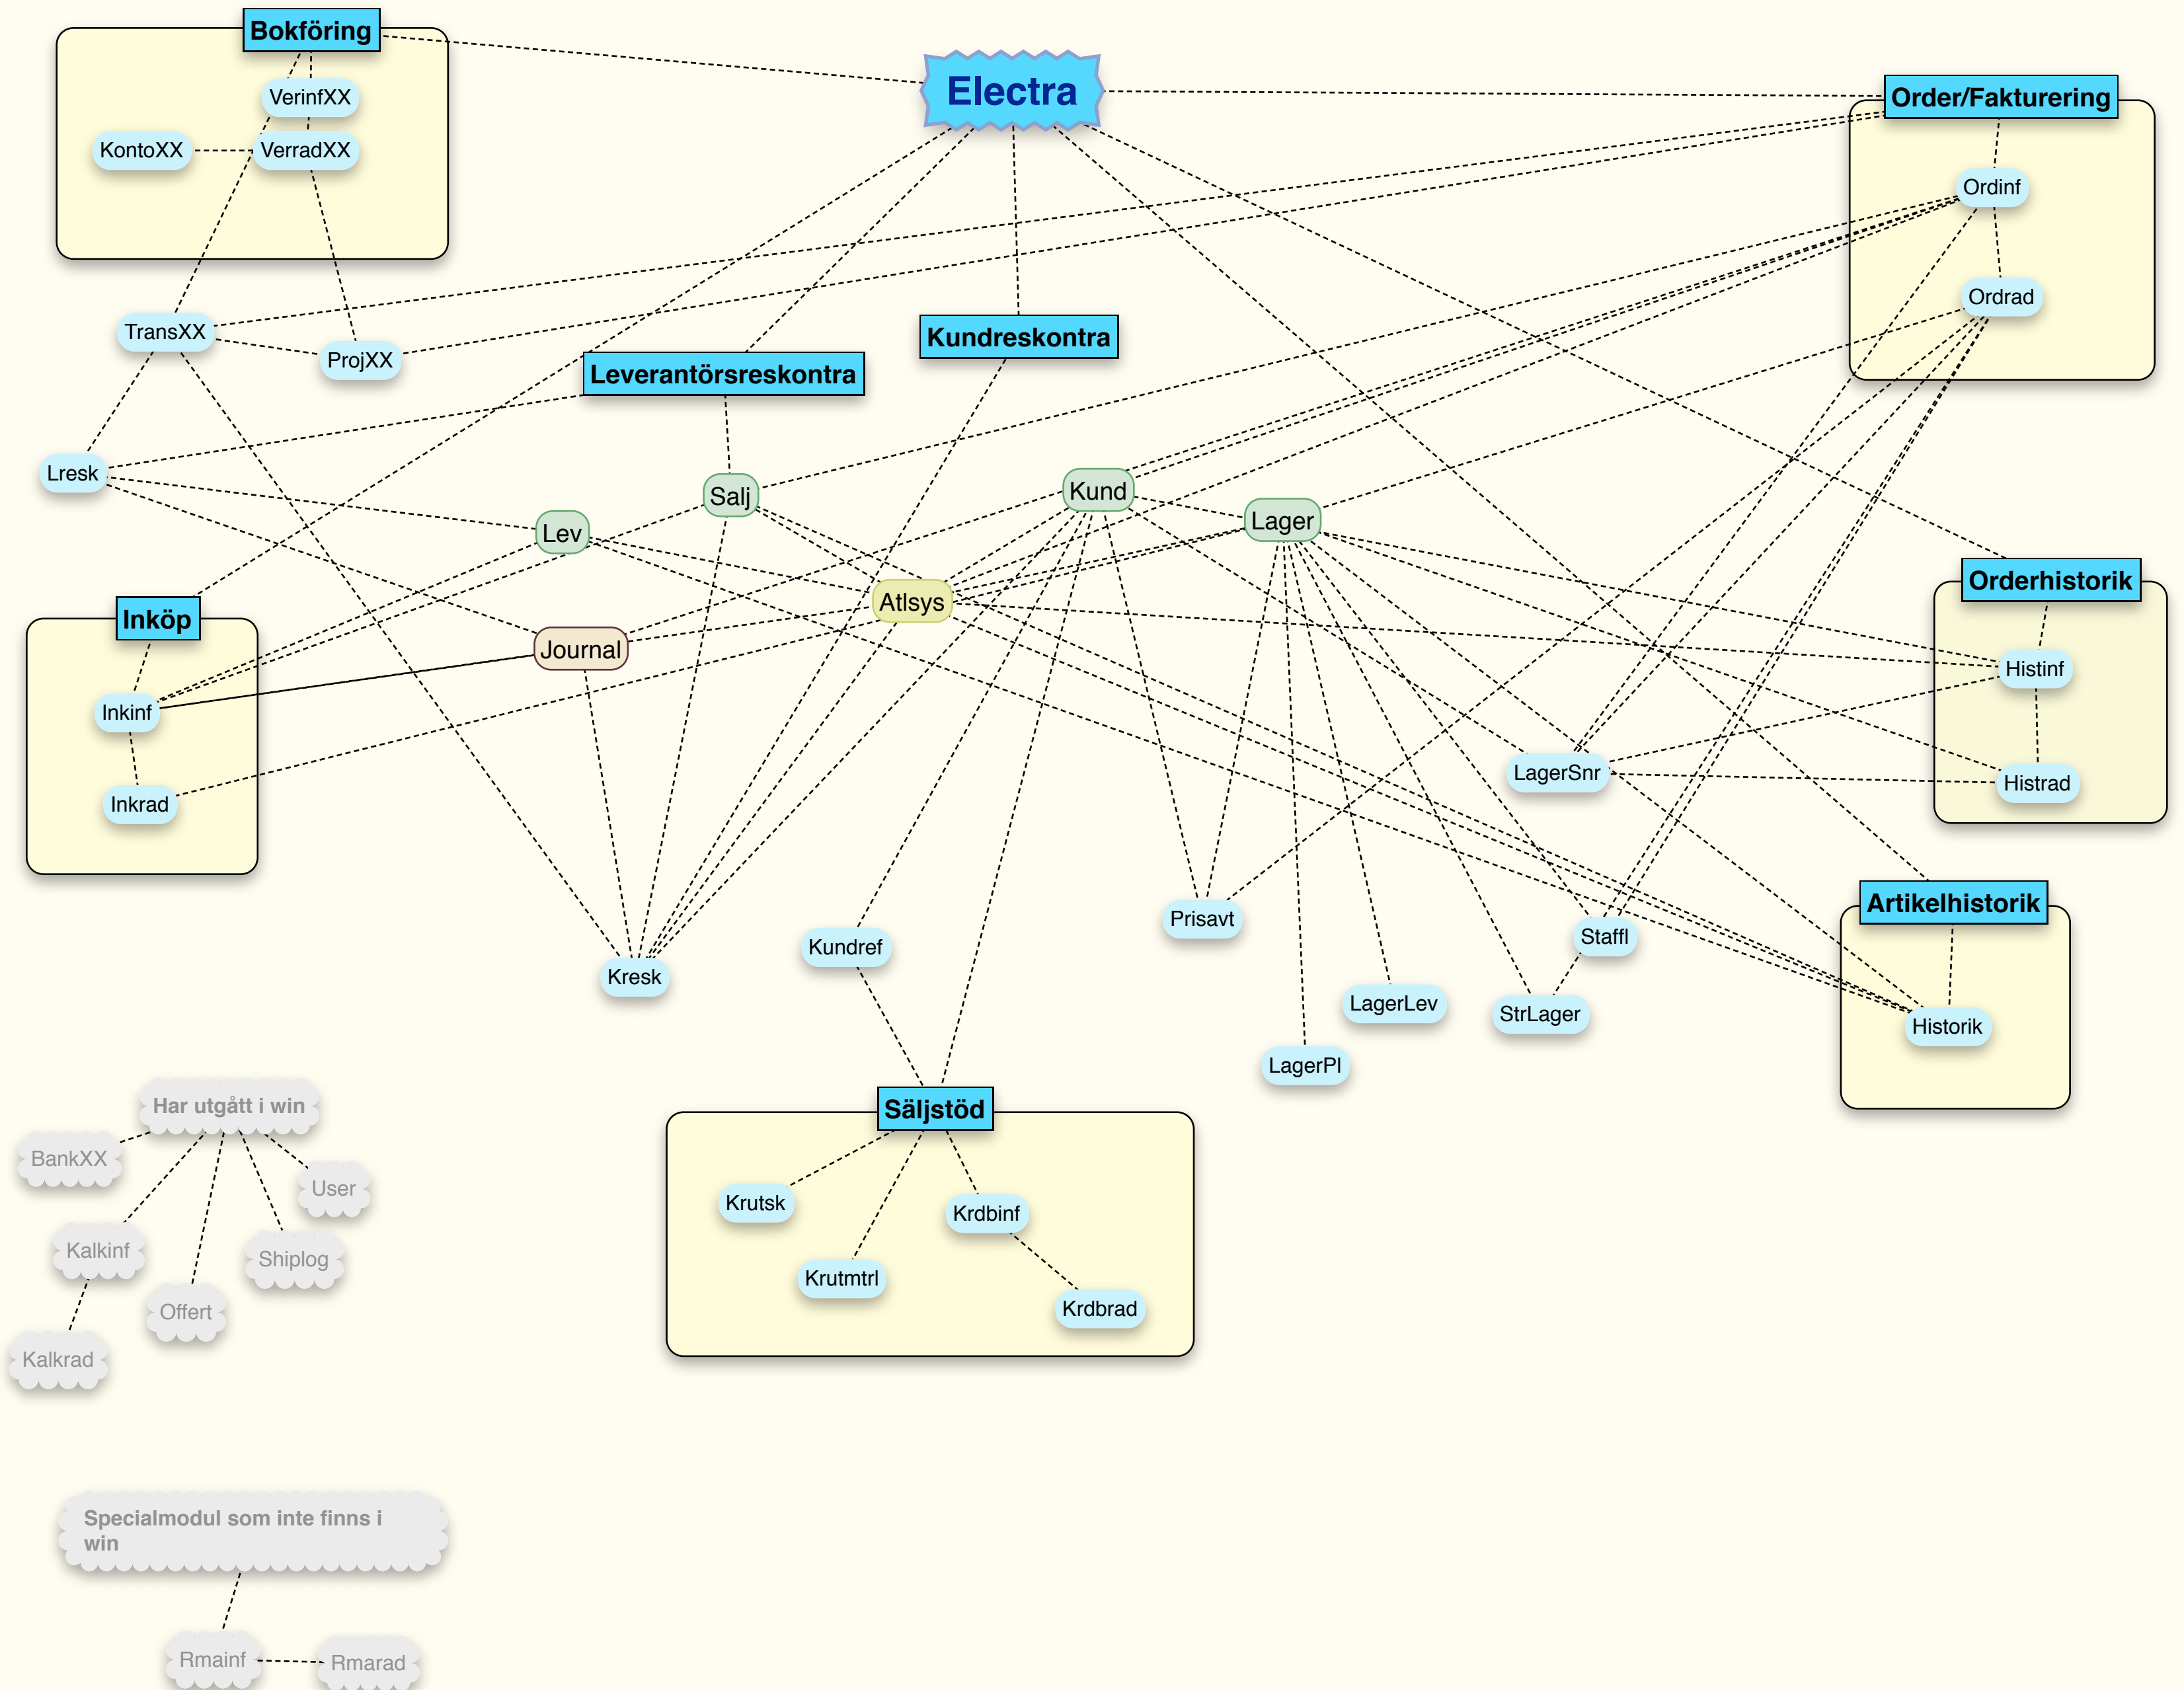 Bokföring
Electra
Order/Fakturering
VerinfXX
KontoXX
VerradXX
Ordinf
Ordrad
TransXX
ProjXX
Kundreskontra
Leverantörsreskontra
Lresk
Salj
Kund
Lager
Lev
Atlsys
Orderhistorik
Inköp
Journal
Histinf
Inkinf
LagerSnr
Histrad
Inkrad
Artikelhistorik
Prisavt
Staffl
Kundref
Kresk
LagerLev
StrLager
Historik
LagerPl
Har utgått i win
Säljstöd
BankXX
User
Krutsk
Krdbinf
Kalkinf
Shiplog
Krutmtrl
Offert
Krdbrad
Kalkrad
Specialmodul som inte finns i
win
Rmainf
Rmarad